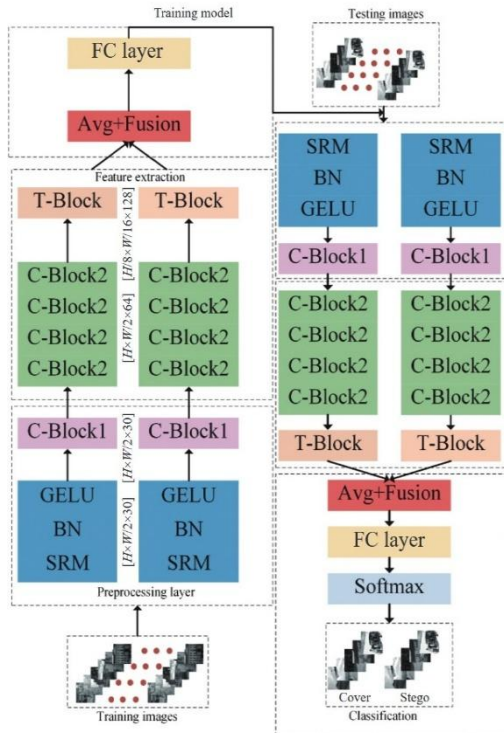 Training model
FC layer
Avg+Fusion
Feature extraction
T-Block
T-Block
[H/8×W/16×128]
C-Block2
C-Block2
C-Block2
C-Block2
C-Block2
C-Block2
C-Block2
C-Block2
[H×W/2×64]
C-Block1
C-Block1
[H×W/2×30]
GELU
BN
SRM
GELU
BN
SRM
[H×W/2×30]
Preprocessing layer
Training images
Testing images
SRM
BN
GELU
SRM
BN
GELU
C-Block1
C-Block1
C-Block2
C-Block2
C-Block2
C-Block2
C-Block2
C-Block2
C-Block2
C-Block2
T-Block
T-Block
Avg+Fusion
FC layer
Softmax
Cover
Stego
Classification